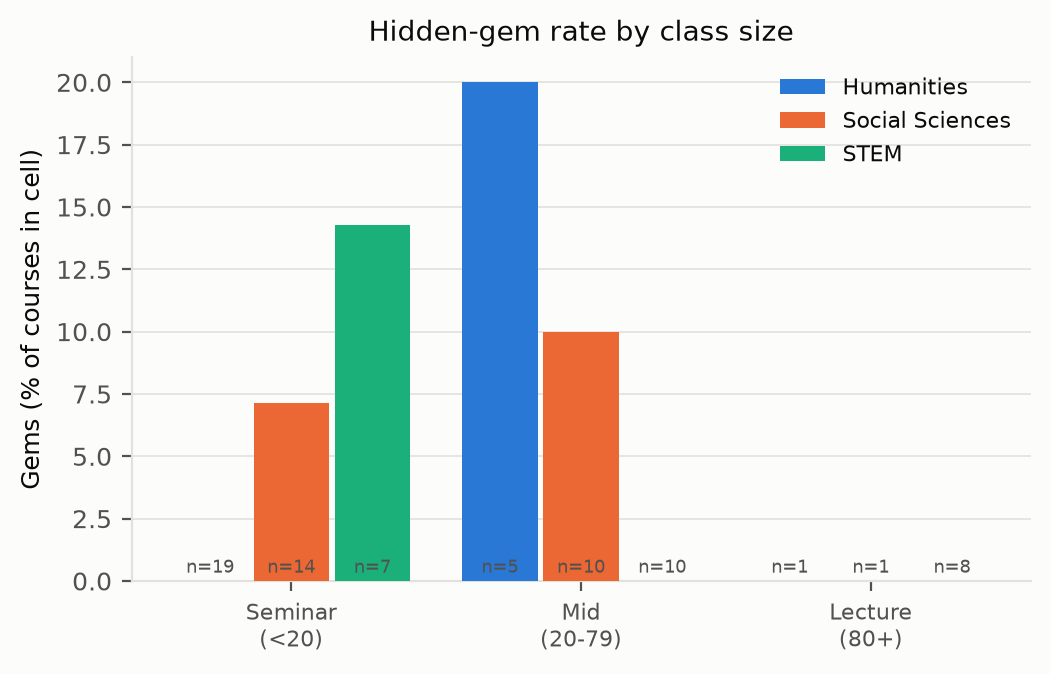 Hidden-gem rate by class size
Gems (% of courses in cell)
20.0
17.5
15.0
12.5
10.0
7.5
5.0
2.5
0.0
Humanities
Social Sciences
STEM
n=19 n=14 n=7 n=5 n=10 n=10 n=1 n=1 n=8
Seminar
(<20)
Mid
(20-79)
Lecture
(80+)